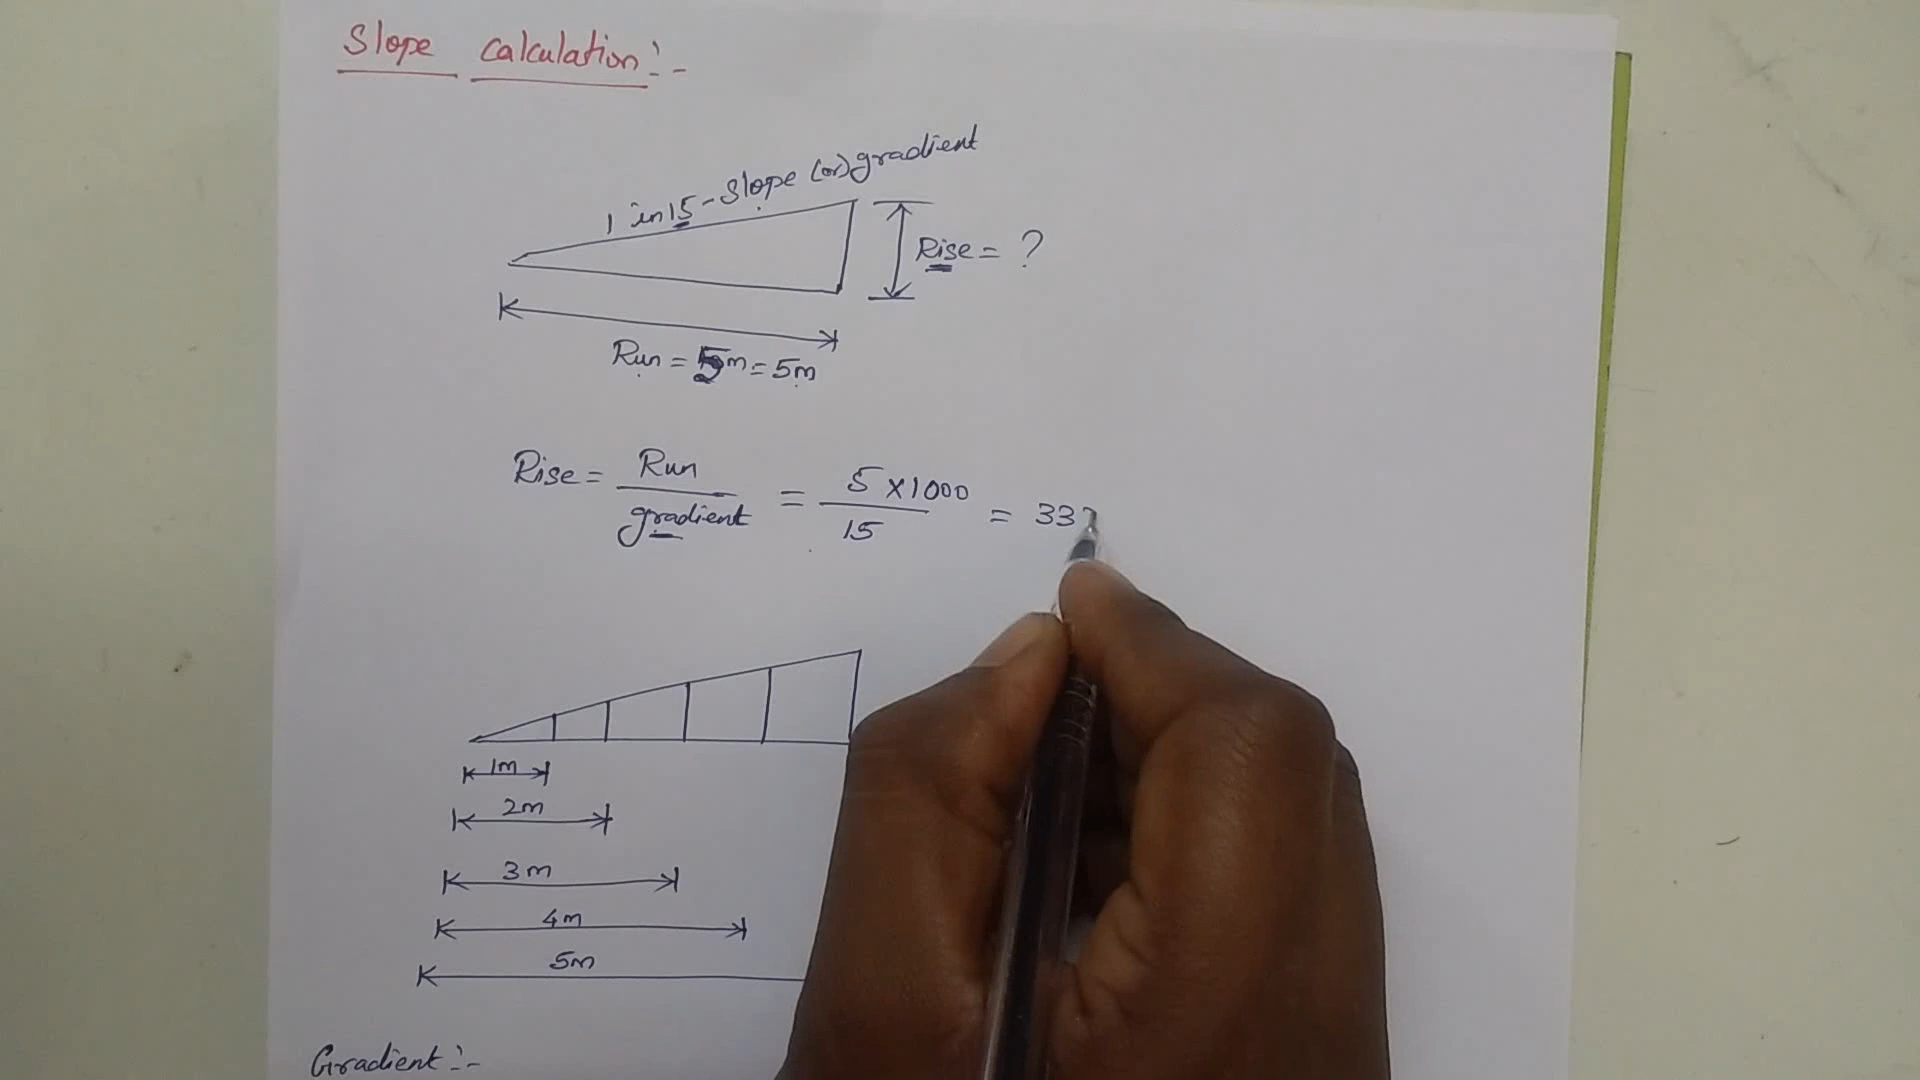 Slope calculation:-
1 in 15 - Slope (or) gradient
Rise = ?
Run = 5m = 5m
Rise = Run / gradient = 5 x 1000 / 15 = 333
1m
2m
3m
4m
5m
Gradient:-